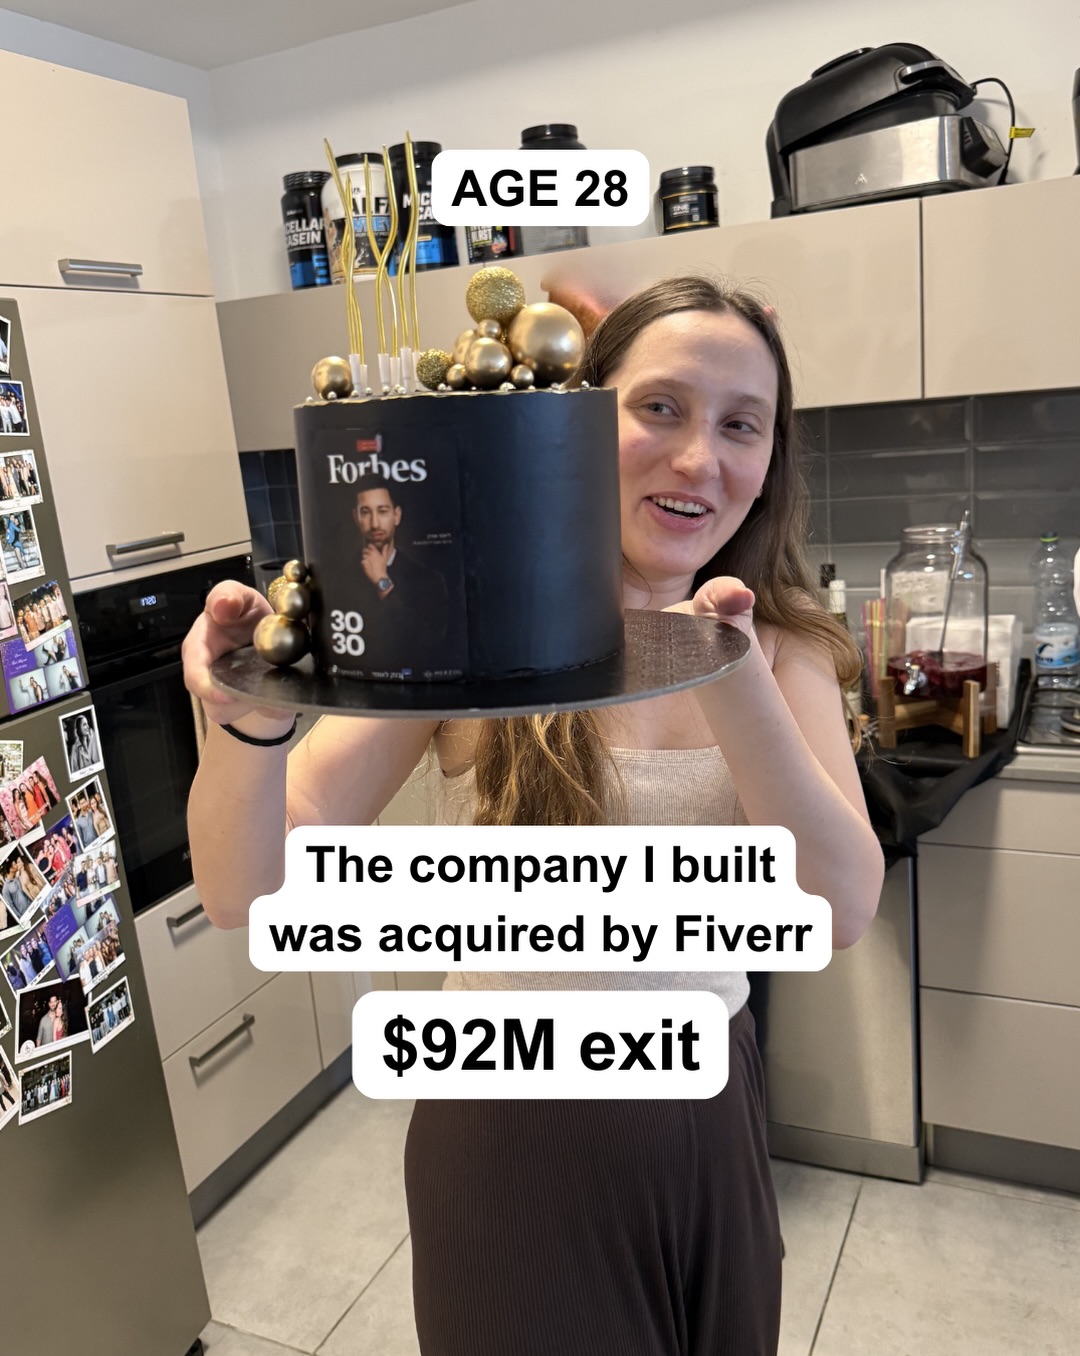 AGE 28
Forbes
30
30
The company I built
was acquired by Fiverr
$92M exit